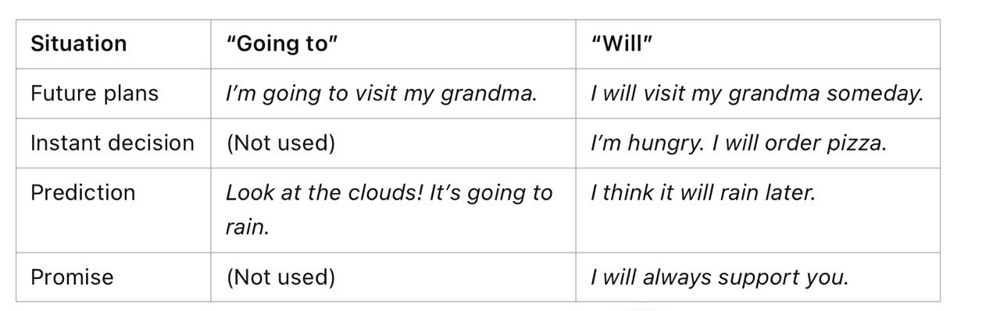 Situation “Going to” “Will”
Future plans I’m going to visit my grandma. I will visit my grandma someday.
Instant decision (Not used) I’m hungry. I will order pizza.
Prediction Look at the clouds! It’s going to I think it will rain later.
rain.
Promise (Not used) I will always support you.